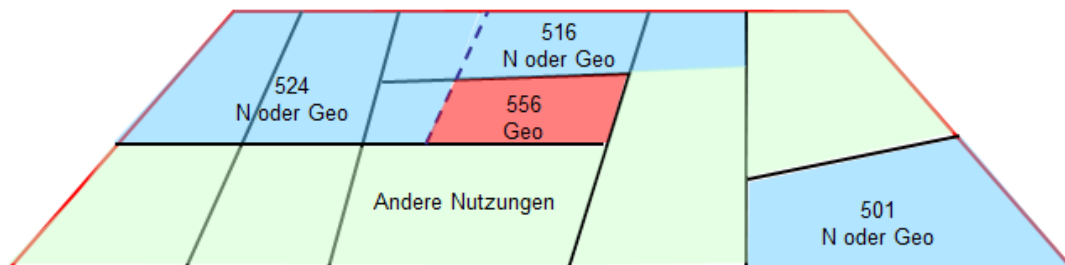 516
N oder Geo
524
N oder Geo
556
Geo
Andere Nutzungen
501
N oder Geo